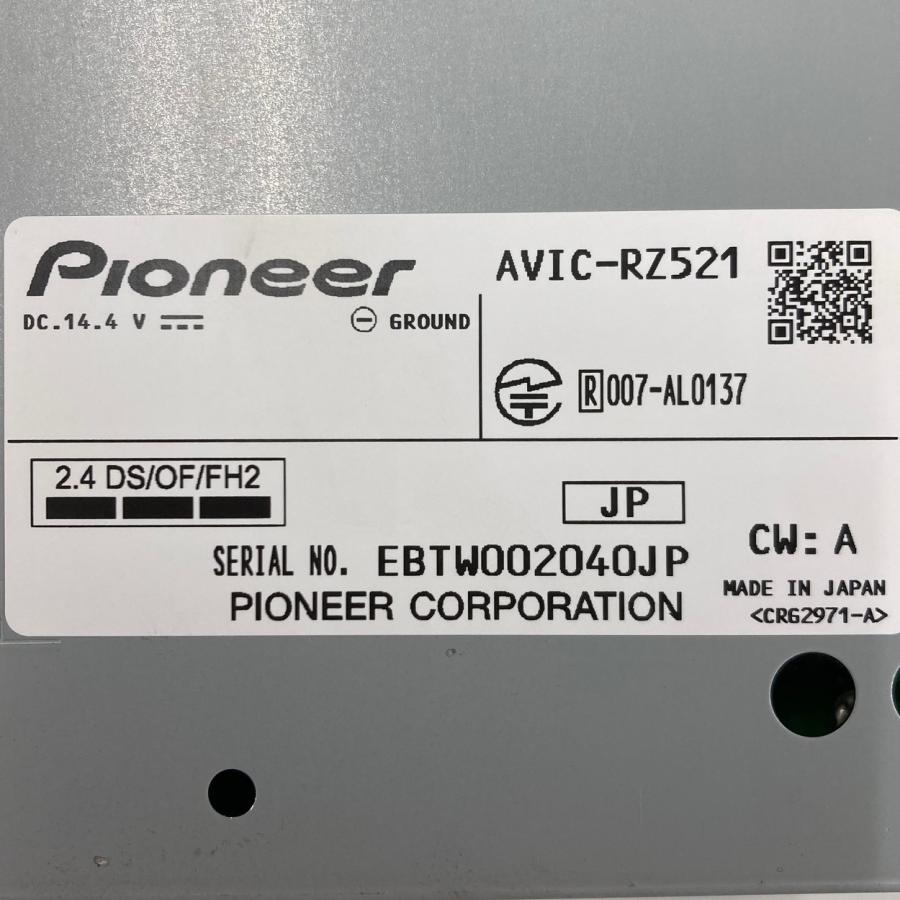 Pioneer
AVIC-RZ521
DC.14.4 V
GROUND
R 007-AL0137
2.4 DS/OF/FH2
JP
CW: A
SERIAL NO. EBTW002040JP
MADE IN JAPAN
PIONEER CORPORATION
<CRG2971-A>